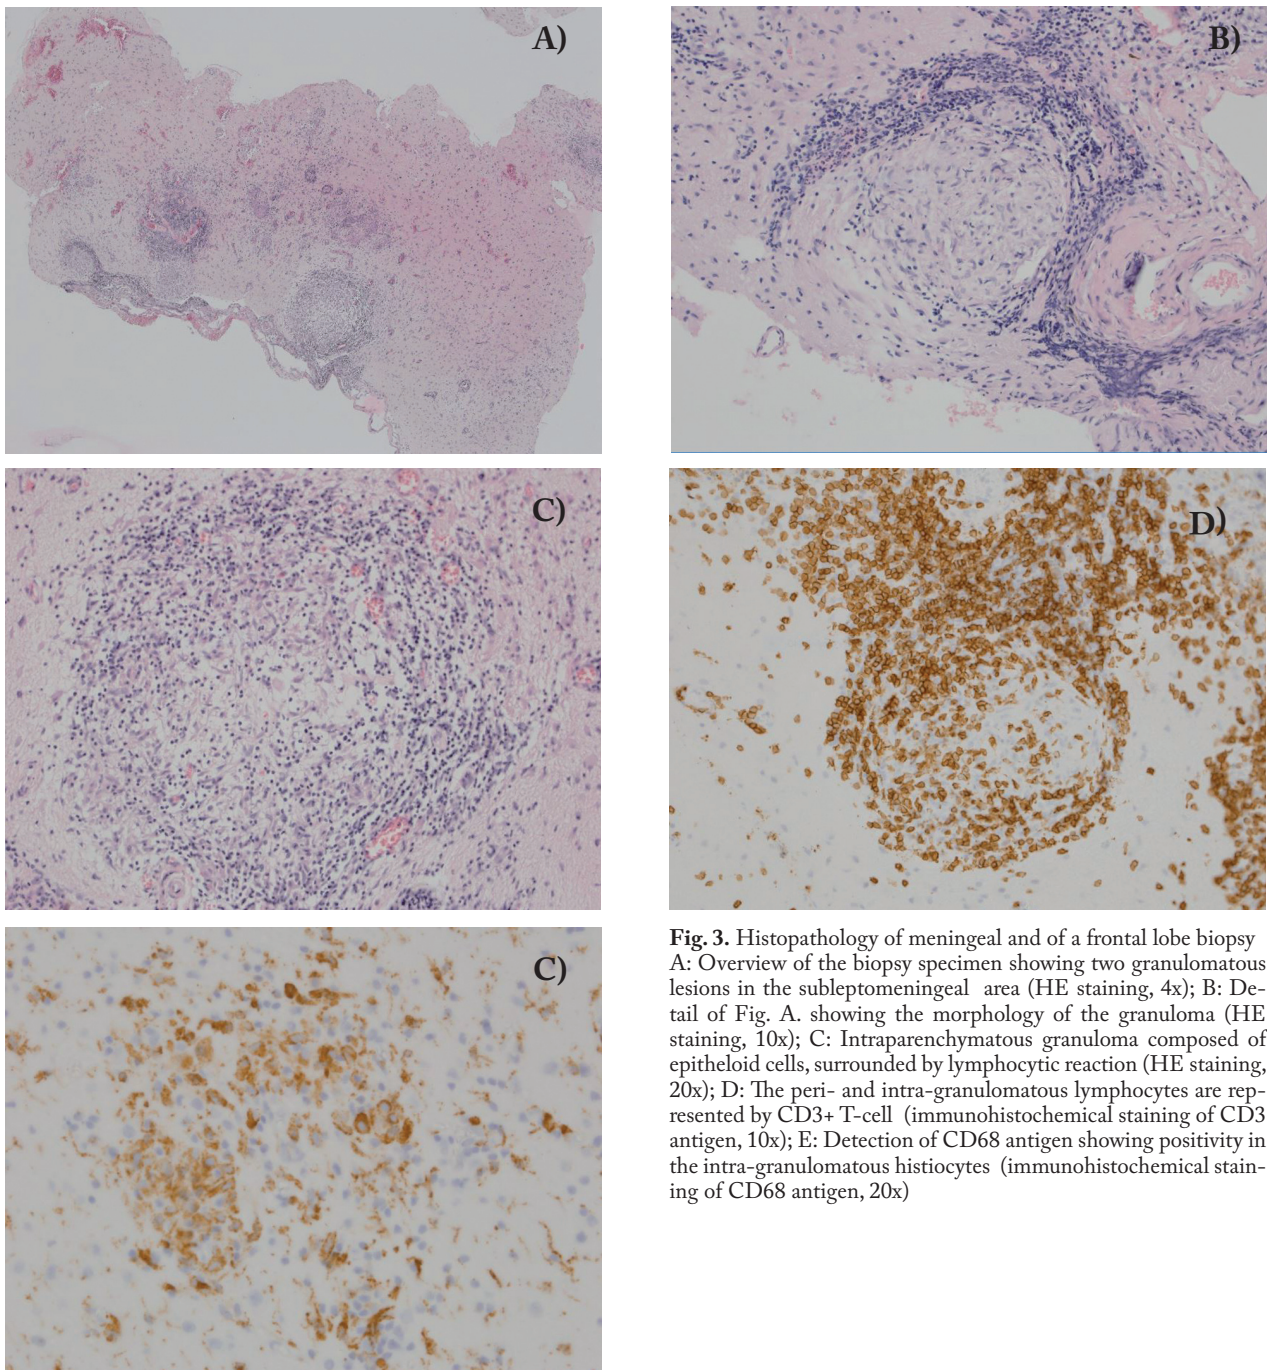 A)
B)
C)
D)
C)
Fig. 3. Histopathology of meningeal and of a frontal lobe biopsy
A: Overview of the biopsy specimen showing two granulomatous
lesions in the subleptomeningeal area (HE staining, 4x); B: De-
tail of Fig. A. showing the morphology of the granuloma (HE
staining, 10x); C: Intraparenchymatous granuloma composed of
epitheloid cells, surrounded by lymphocytic reaction (HE staining,
20x); D: The peri- and intra-granulomatous lymphocytes are rep-
resented by CD3+ T-cell (immunohistochemical staining of CD3
antigen, 10x); E: Detection of CD68 antigen showing positivity in
the intra-granulomatous histiocytes (immunohistochemical stain-
ing of CD68 antigen, 20x)